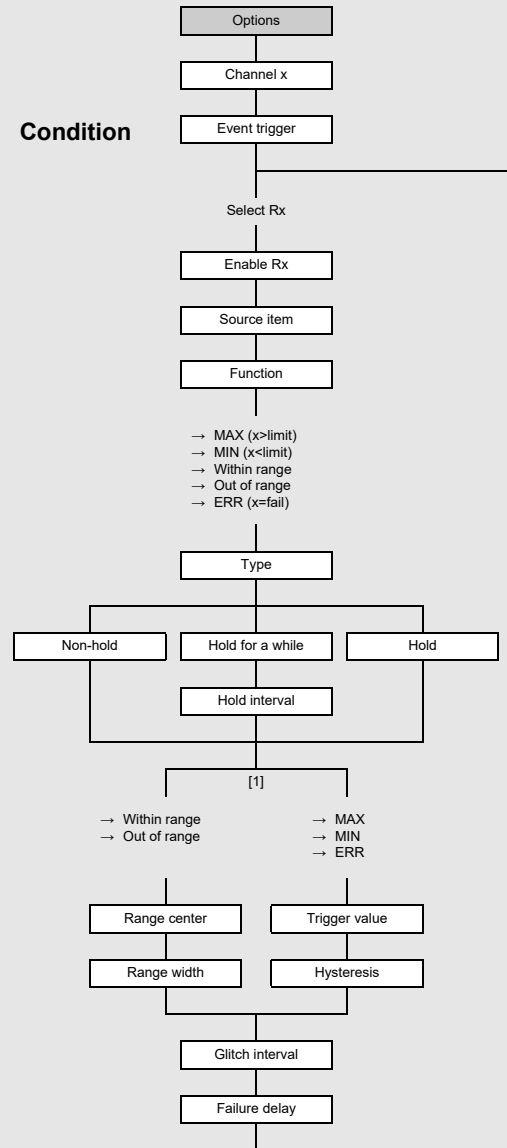 Options
Channel x
Condition
Event trigger
Select Rx
Enable Rx
Source item
Function
→ MAX (x>limit)
→ MIN (x<limit)
→ Within range
→ Out of range
→ ERR (x=fail)
Type
Non-hold
Hold for a while
Hold
Hold interval
[1]
→ Within range
→ Out of range
→ MAX
→ MIN
→ ERR
Range center
Trigger value
Range width
Hysteresis
Glitch interval
Failure delay